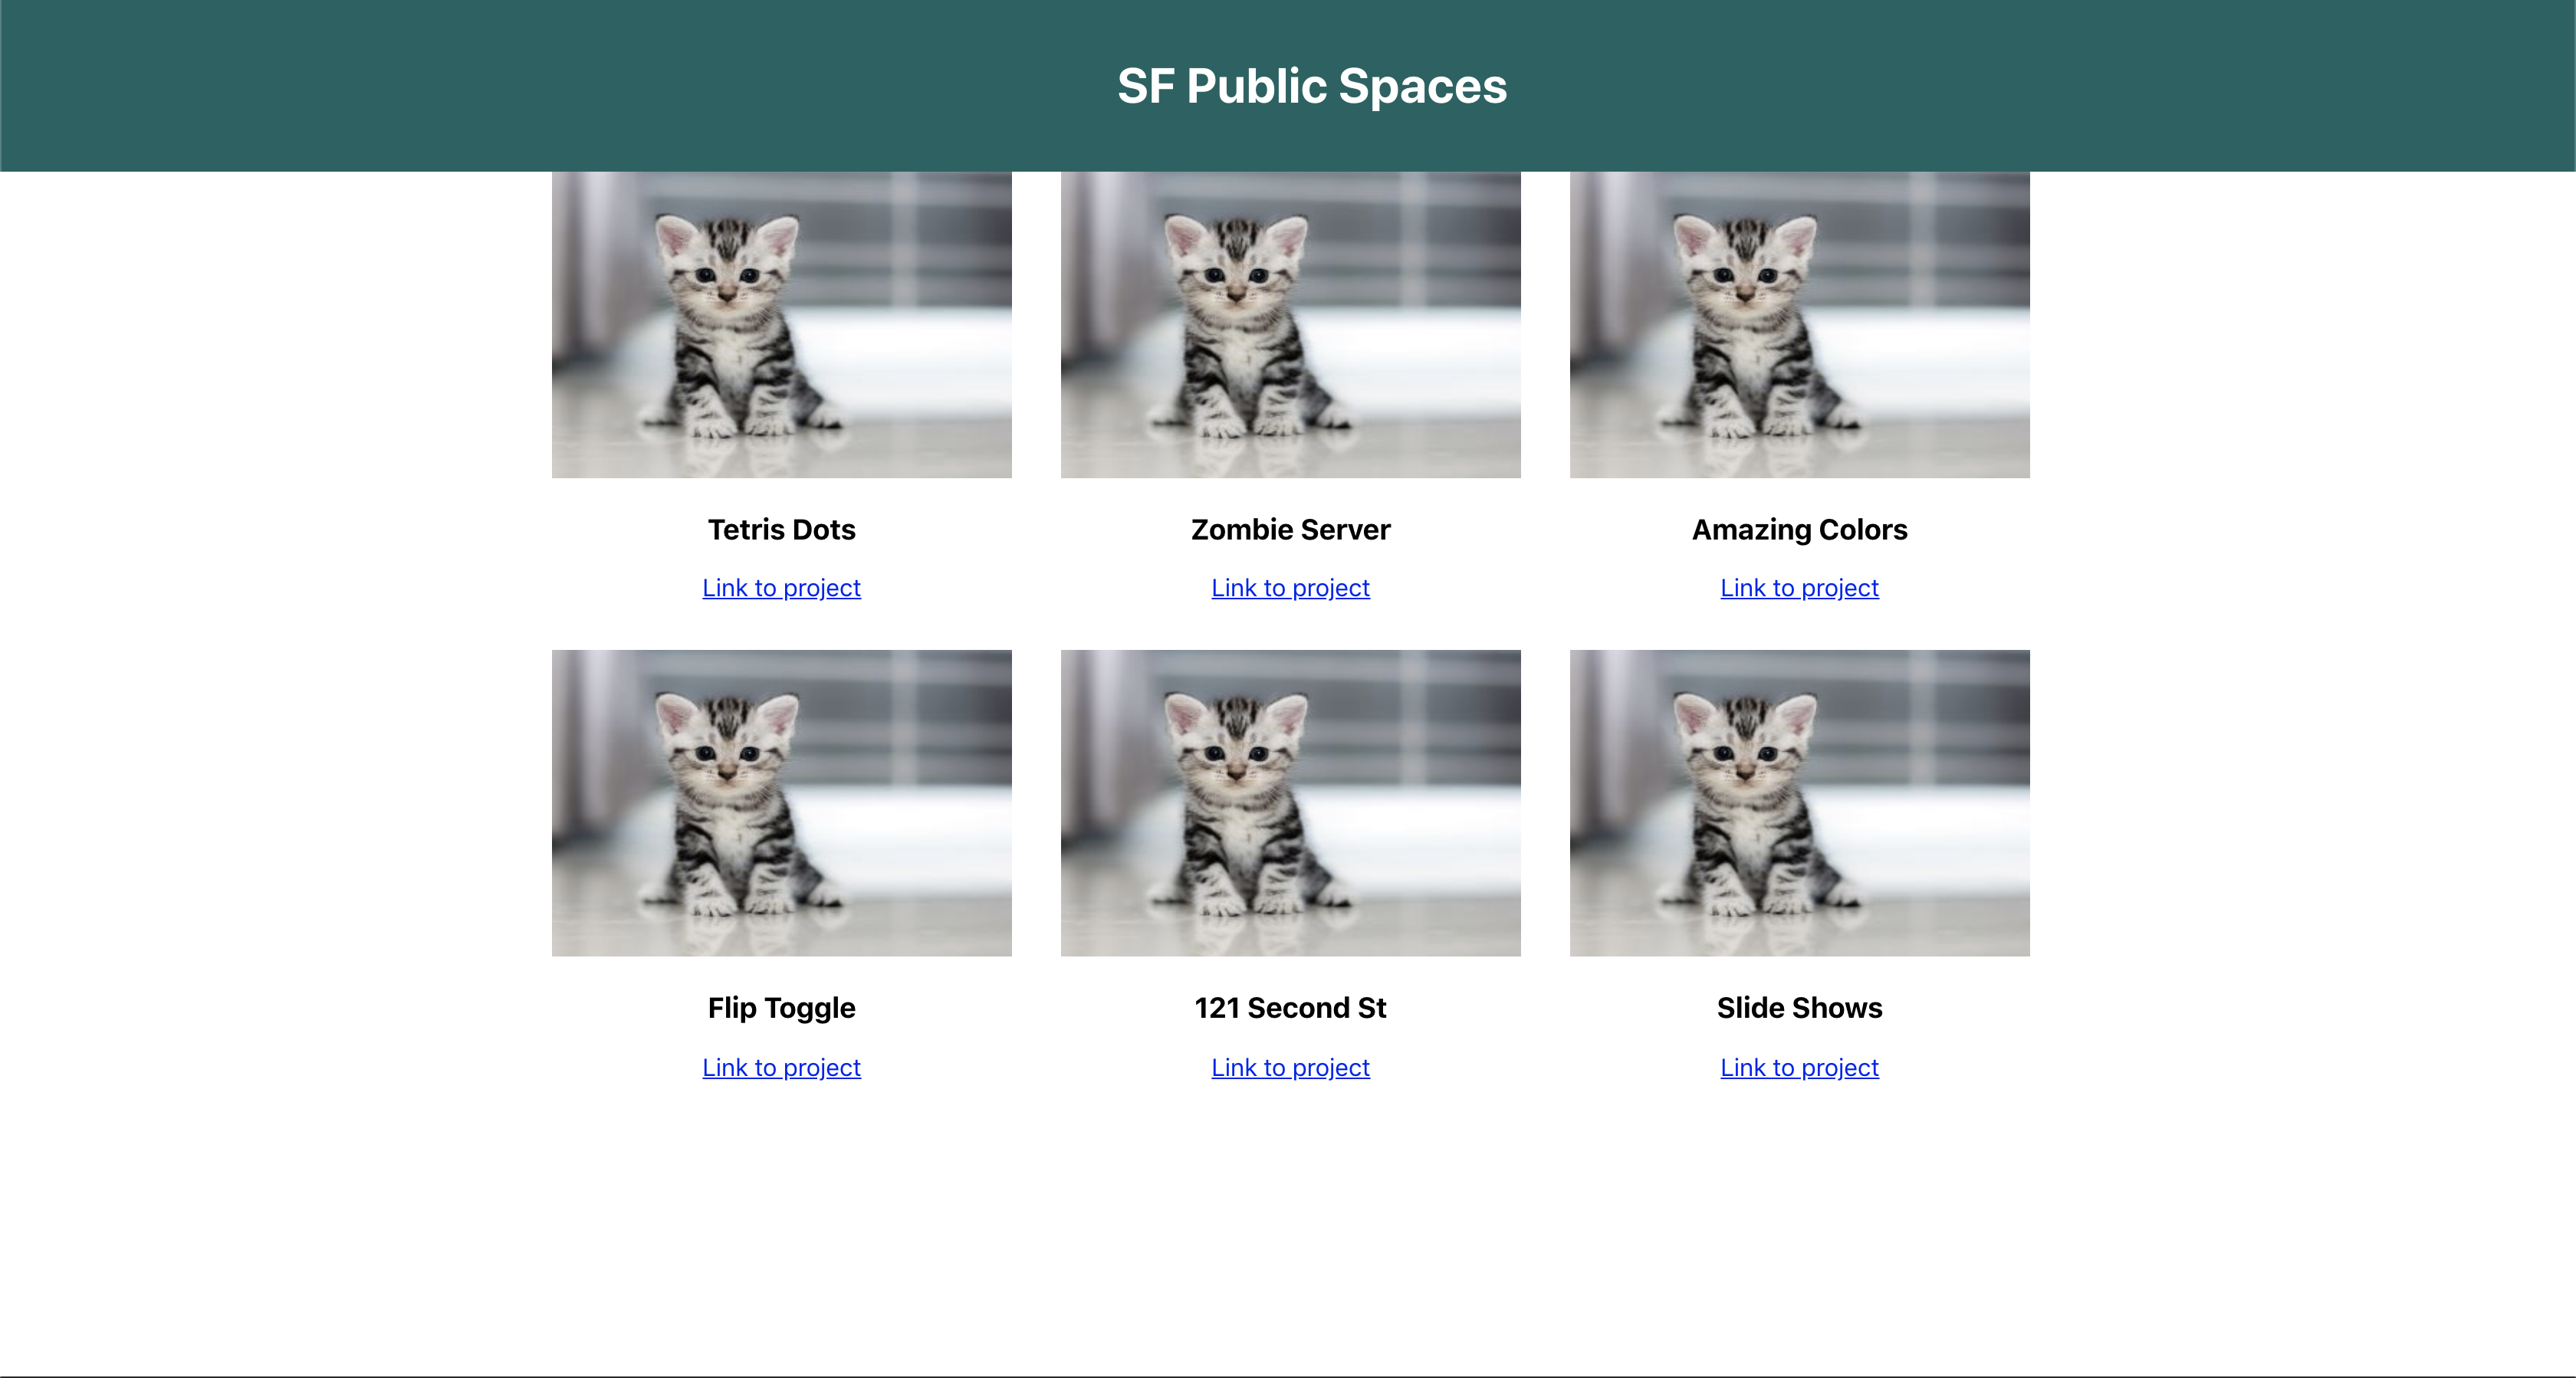 SF Public Spaces
Tetris Dots
Zombie Server
Amazing Colors
Link to project
Link to project
Link to project
Flip Toggle
121 Second St
Slide Shows
Link to project
Link to project
Link to project